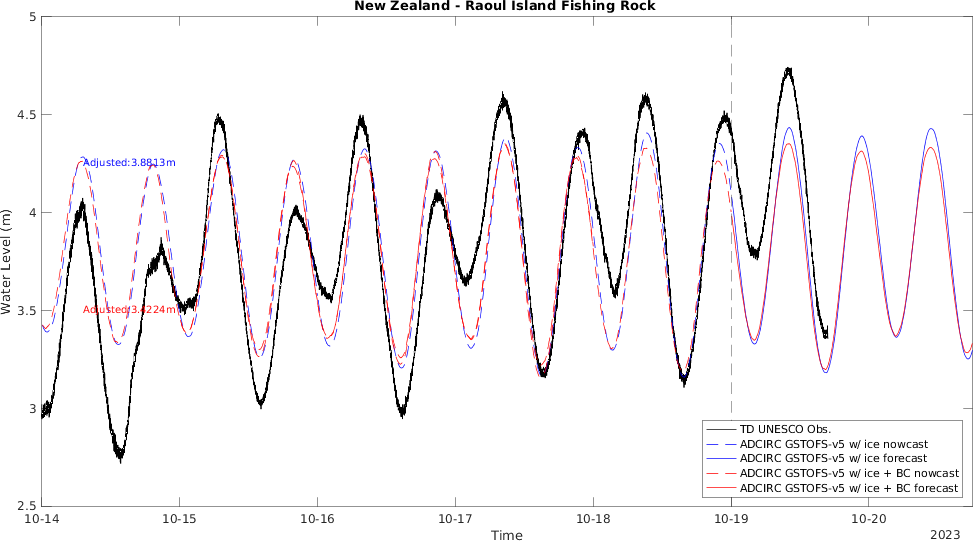 New Zealand - Raoul Island Fishing Rock
5
4.5
4
3.5
3
2.5
Water Level (m)
Adjusted:3.8813m
Adjusted:3.4224m
TD UNESCO Obs.
ADCIRC GSTOFS-v5 w/ ice nowcast
ADCIRC GSTOFS-v5 w/ ice forecast
ADCIRC GSTOFS-v5 w/ ice + BC nowcast
ADCIRC GSTOFS-v5 w/ ice + BC forecast
10-14 10-15 10-16 10-17 10-18 10-19 10-20
Time
2023